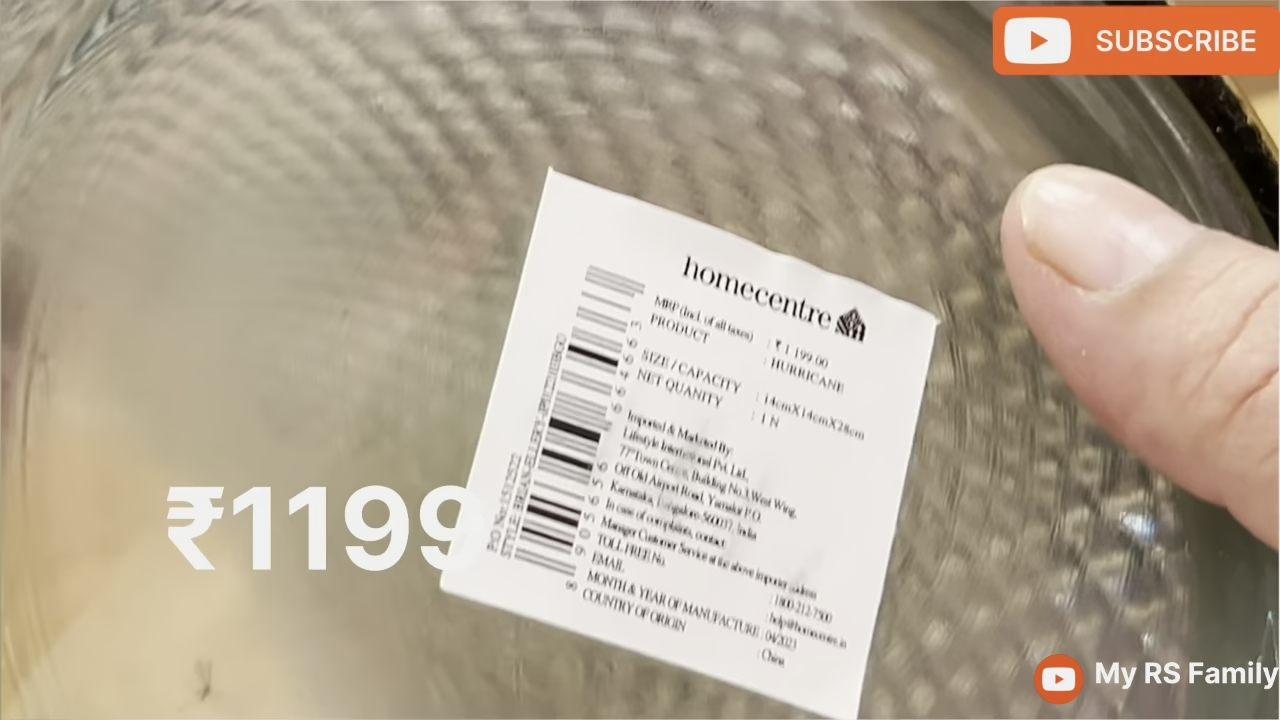 SUBSCRIBE
homecentre
MRP (Incl. of all taxes) : ₹ 1 199.00
PRODUCT : HURRICANE
SIZE / CAPACITY : 14cmX14cmX28cm
NET QUANITY : 1 N
Imported & Marketed By:
Lifestyle International Pvt. Ltd.,
77°Town Centre, Building No.3,West Wing,
Off Old Airport Road, Yamalur P.O.
Karnataka, Bangalore-560037, India
In case of complaints, contact:
Manager Customer Service at the above importer address
TOLL FREE No. : 1800-212-7500
EMAIL : help@homecentre.in
MONTH & YEAR OF MANUFACTURE : 04/2023
COUNTRY OF ORIGIN : China
₹1199
My RS Family